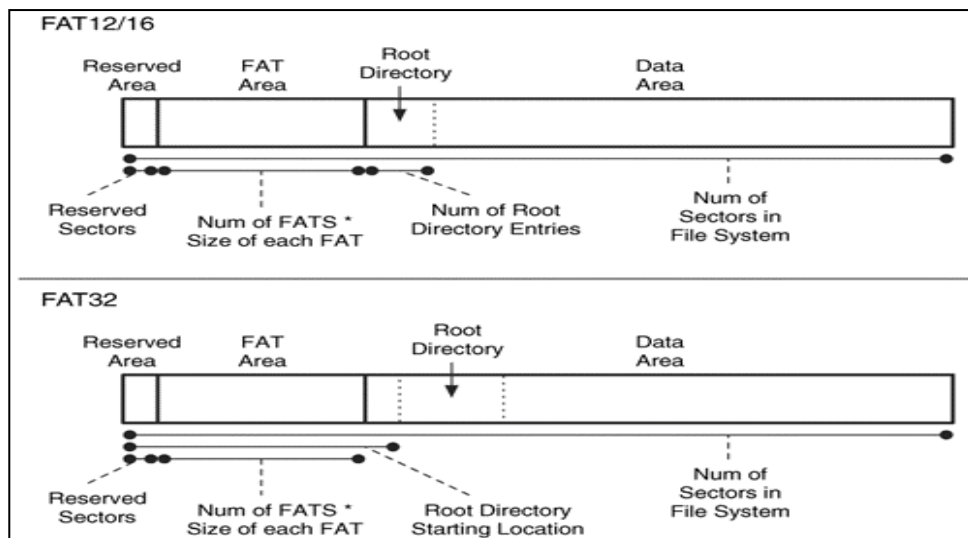 FAT12/16
Root
Directory
Reserved
Area
FAT
Area
Data
Area
Reserved
Sectors
Num of FATS *
Size of each FAT
Num of Root
Directory Entries
Num of
Sectors in
File System
FAT32
Root
Directory
Reserved
Area
FAT
Area
Data
Area
Reserved
Sectors
Num of FATS *
Size of each FAT
Root Directory
Starting Location
Num of
Sectors in
File System